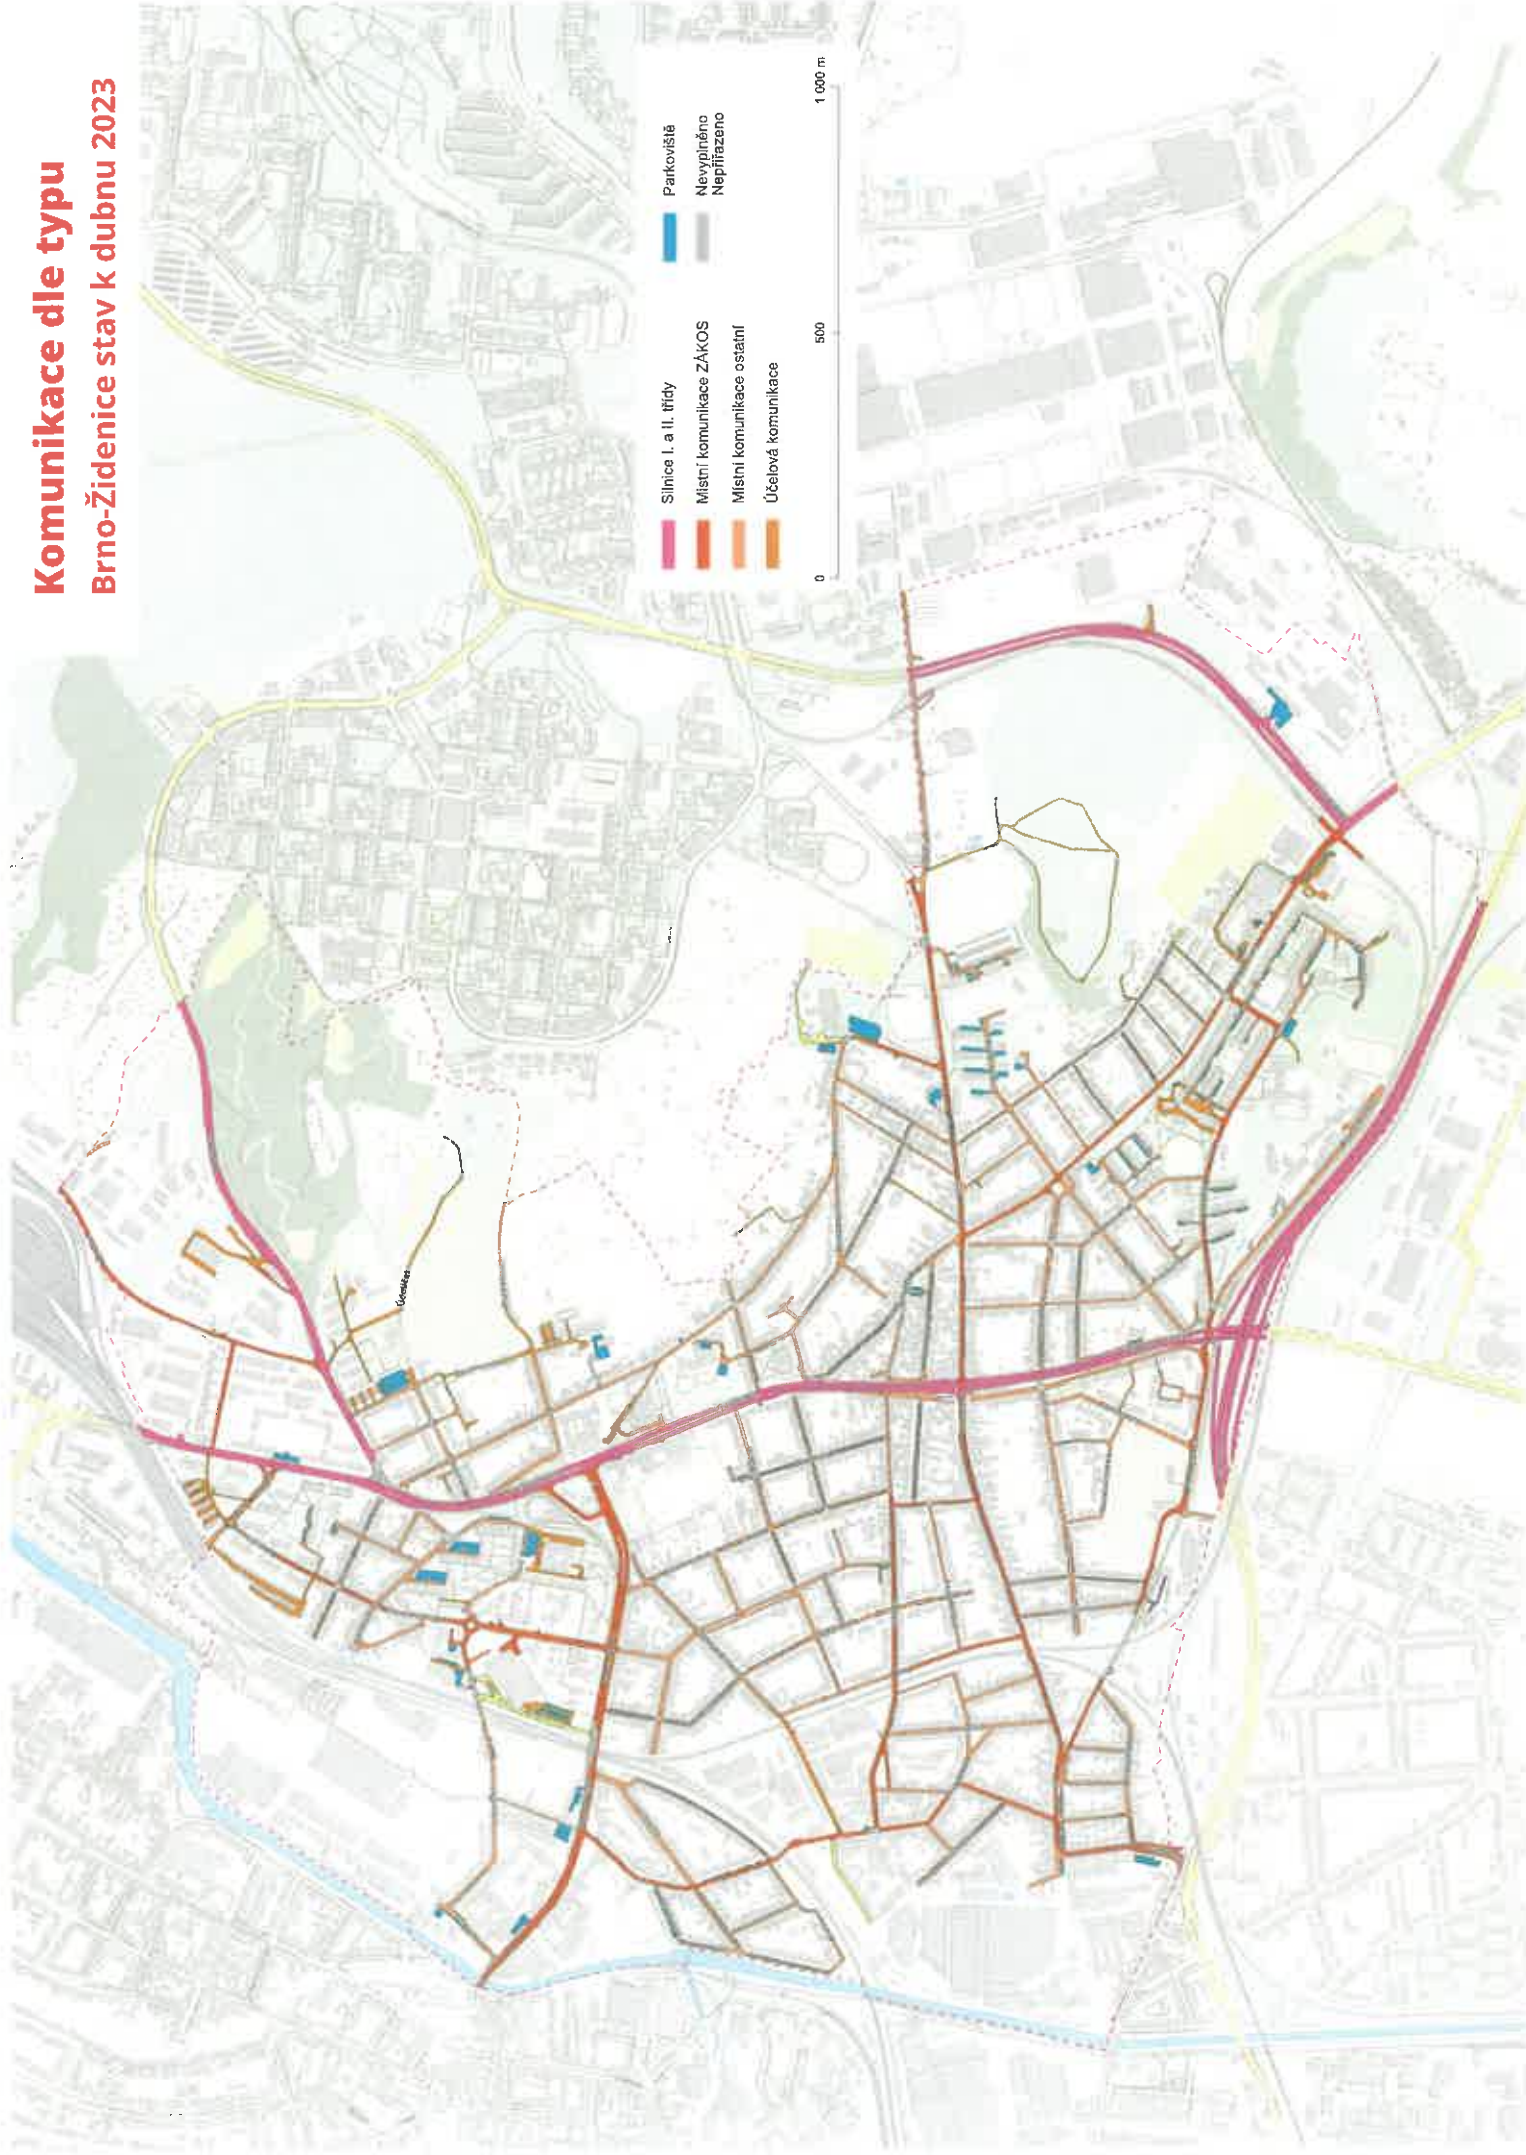 Komunikace dle typu
Brno-Židenice stav k dubnu 2023
Silnice I. a II. třídy
Místní komunikace ZÁKOS
Místní komunikace ostatní
Účelová komunikace
Parkoviště
Nevyplněno
Nepřiřazeno
0
500
1 000 m